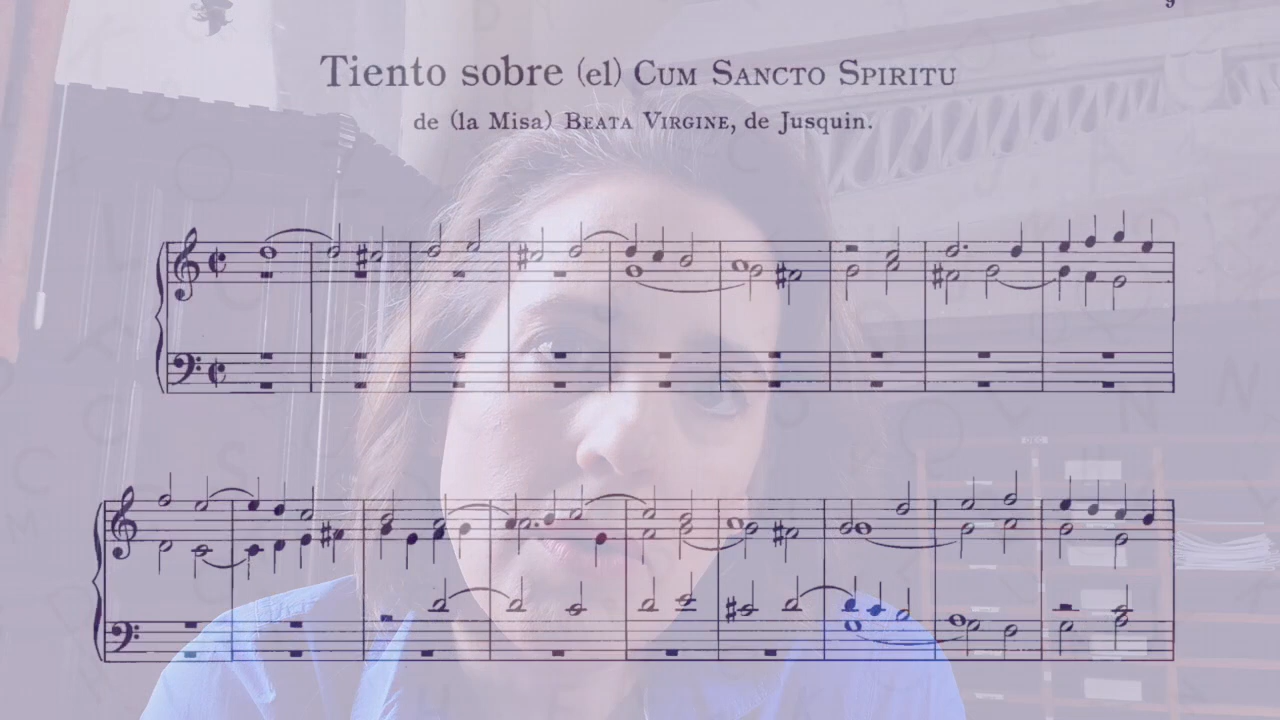 Tiento sobre (el) CUM SANCTO SPIRITU
de (la Misa) BEATA VIRGINE, de Jusquin.